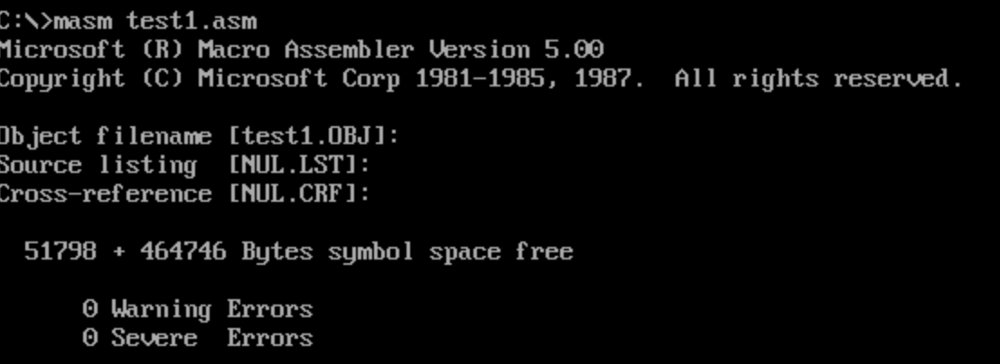 C:\>masm test1.asm
Microsoft (R) Macro Assembler Version 5.00
Copyright (C) Microsoft Corp 1981-1985, 1987.  All rights reserved.
Object filename [test1.OBJ]:
Source listing  [NUL.LST]:
Cross-reference [NUL.CRF]:
51798 + 464746 Bytes symbol space free
0 Warning Errors
0 Severe  Errors